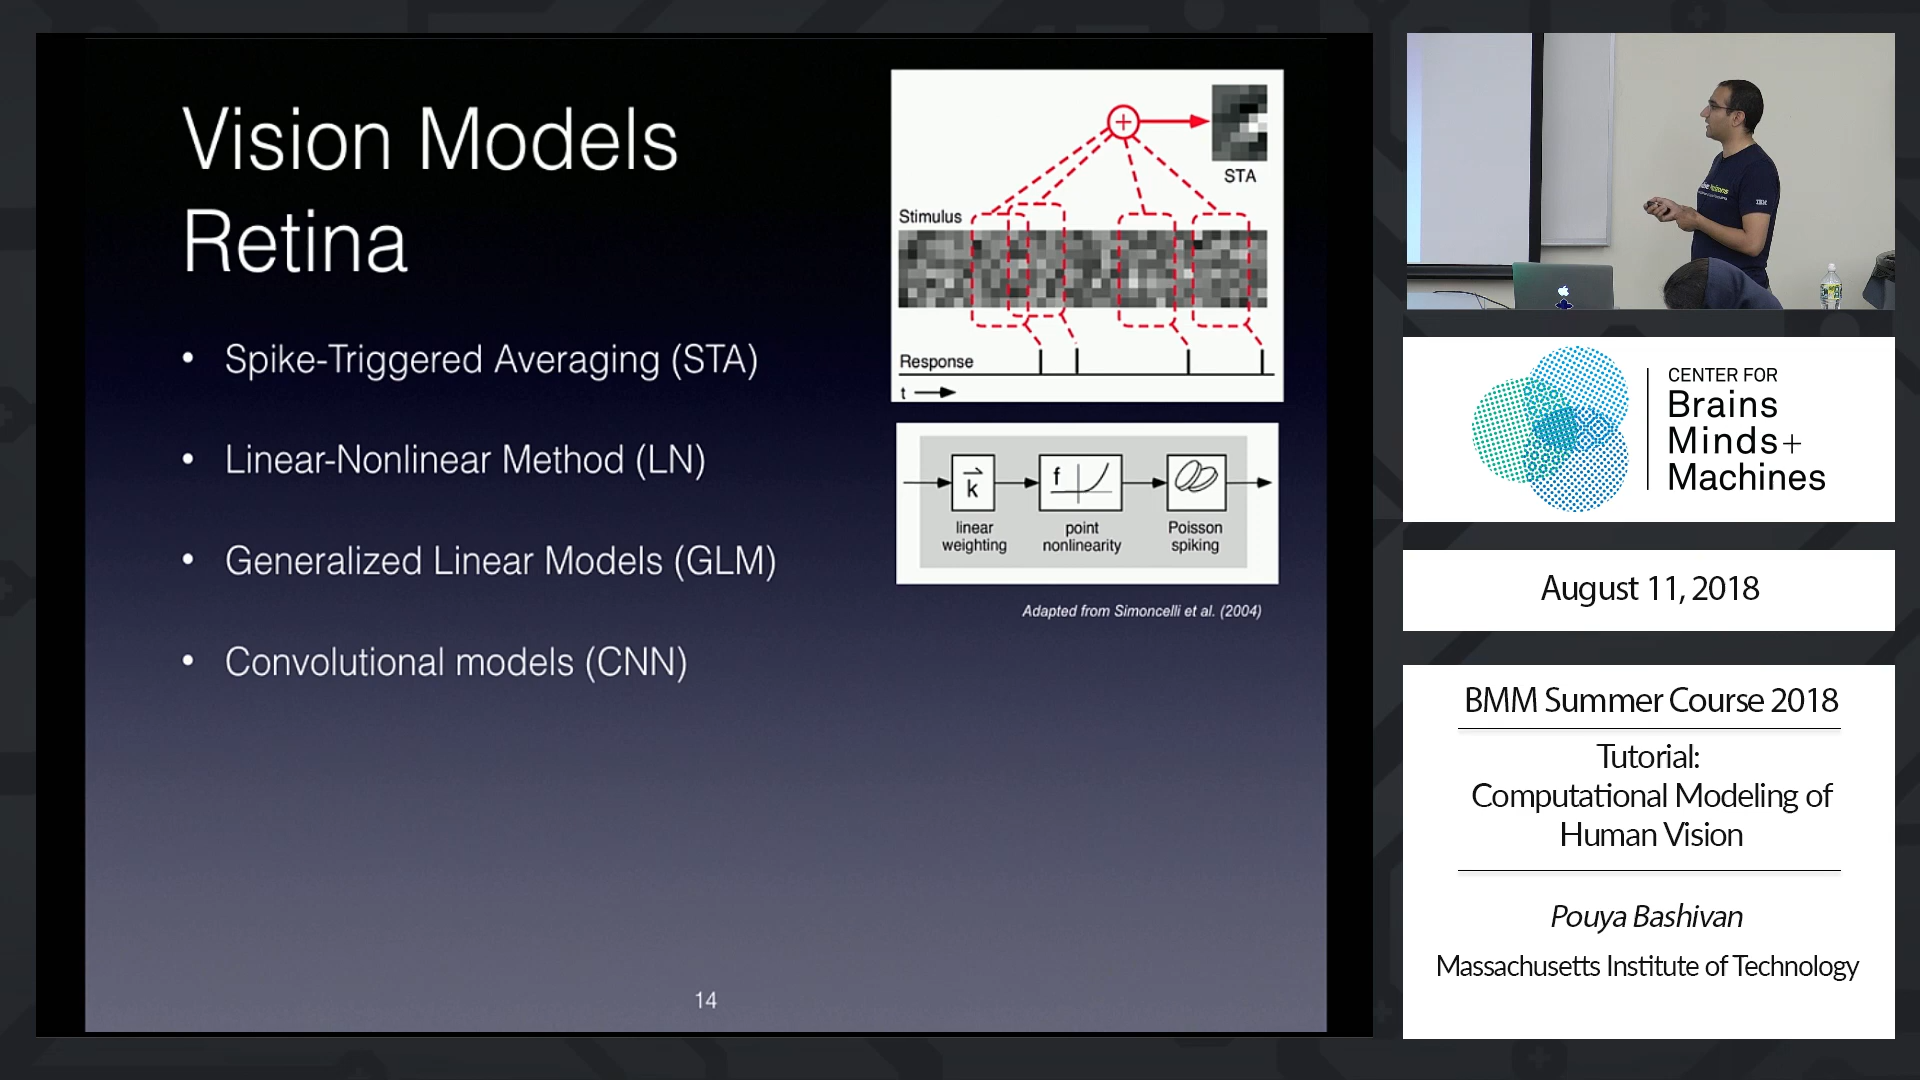 Vision Models
Retina
• Spike-Triggered Averaging (STA)
• Linear-Nonlinear Method (LN)
• Generalized Linear Models (GLM)
• Convolutional models (CNN)
STA
Stimulus
Response
t
k
f
linear
weighting
point
nonlinearity
Poisson
spiking
Adapted from Simoncelli et al. (2004)
14
IBM
CENTER FOR
Brains
Minds+
Machines
August 11, 2018
BMM Summer Course 2018
Tutorial:
Computational Modeling of
Human Vision
Pouya Bashivan
Massachusetts Institute of Technology